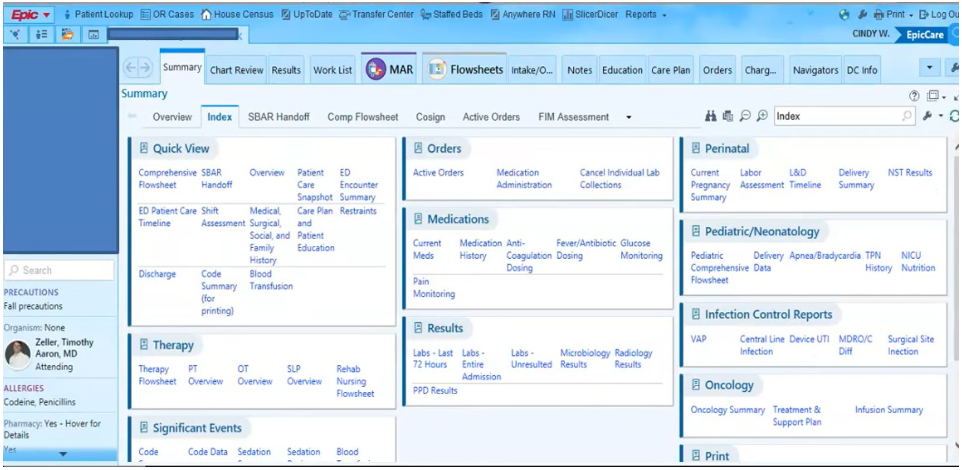 Epic Patient Lookup OR Cases House Census UpToDate Transfer Center Staffed Beds Anywhere RN SlicerDicer Reports Print Log Ou
CINDY W. EpicCare
Summary Chart Review Results Work List MAR Flowsheets Intake/O... Notes Education Care Plan Orders Charg... Navigators DC Info
Summary
Overview Index SBAR Handoff Comp Flowsheet Cosign Active Orders FIM Assessment Index
Search
PRECAUTIONS
Fall precautions
Organism: None
Zeller, Timothy
Aaron, MD
Attending
ALLERGIES
Codeine, Penicillins
Pharmacy: Yes - Hover for
Details
Yes
Quick View
Comprehensive SBAR Overview Patient ED
Flowsheet Handoff Care Encounter
Snapshot Summary
ED Patient Care Shift Medical, Care Plan Restraints
Timeline Assessment Surgical, and
Social, and Patient
Family Education
History
Discharge Code Blood
Summary Transfusion
(for
printing)
Therapy
Therapy PT OT SLP Rehab
Flowsheet Overview Overview Overview Nursing
Flowsheet
Significant Events
Code Code Data Sedation Sedation Blood
Orders
Active Orders Medication Cancel Individual Lab
Administration Collections
Medications
Current Medication Anti- Fever/Antibiotic Glucose
Meds History Coagulation Dosing Monitoring
Dosing
Pain
Monitoring
Results
Labs - Last Labs - Labs - Microbiology Radiology
72 Hours Entire Unresulted Results Results
Admission
PPD Results
Perinatal
Current Labor L&D Delivery NST Results
Pregnancy Assessment Timeline Summary
Summary
Pediatric/Neonatology
Pediatric Delivery Apnea/Bradycardia TPN NICU
Comprehensive Data History Nutrition
Flowsheet
Infection Control Reports
VAP Central Line Device UTI MDRO/C Surgical Site
Infection Diff Inection
Oncology
Oncology Summary Treatment & Infusion Summary
Support Plan
Print